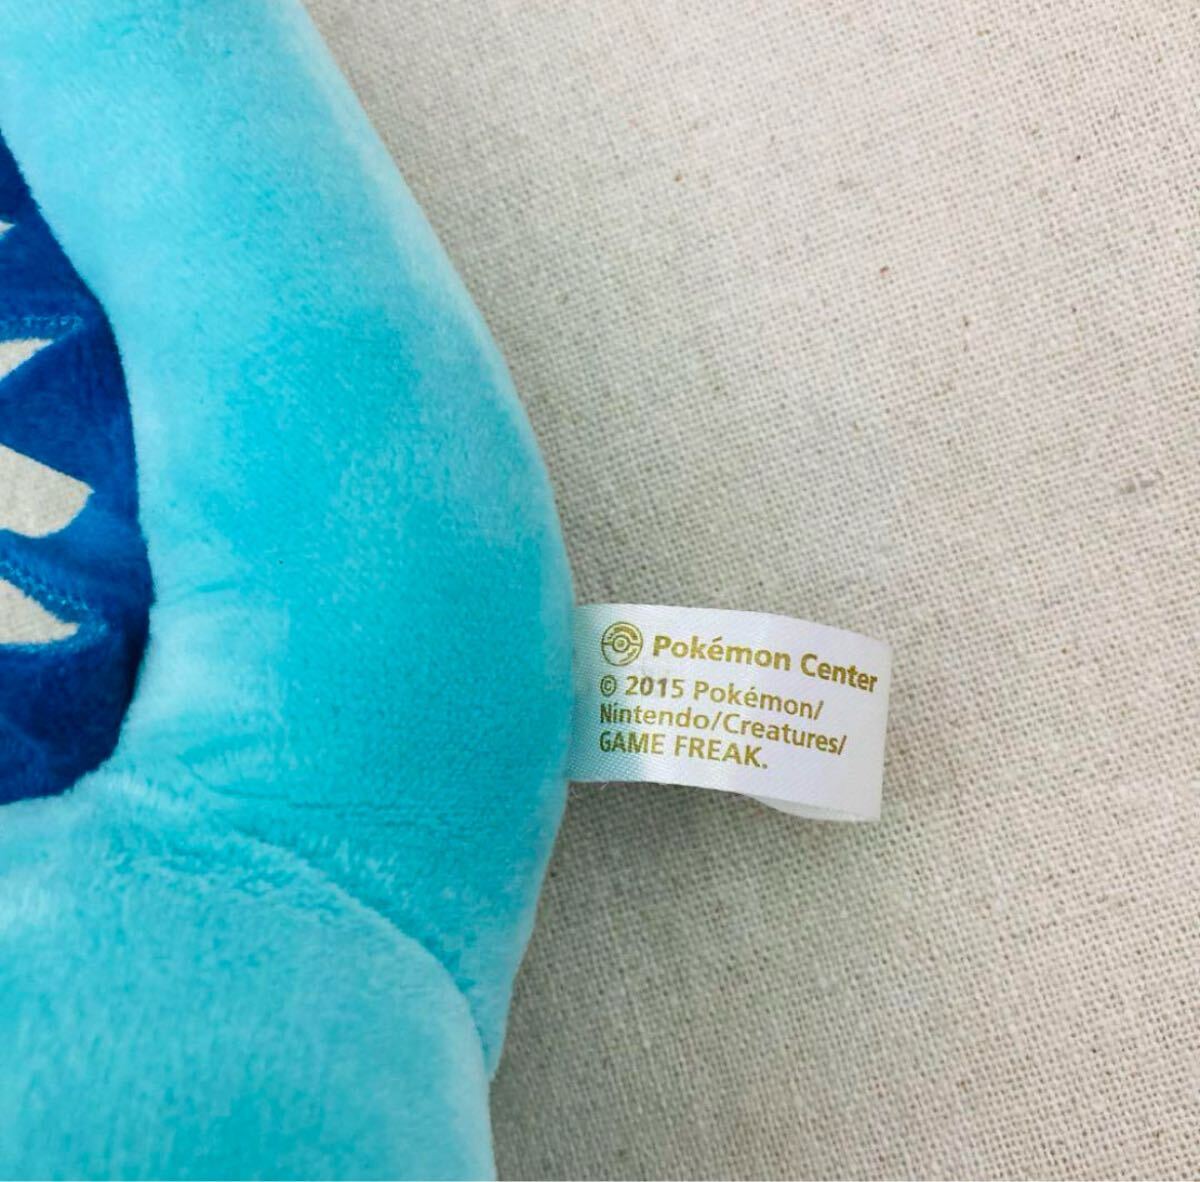 Pokémon Center
© 2015 Pokémon/
Nintendo/Creatures/
GAME FREAK.